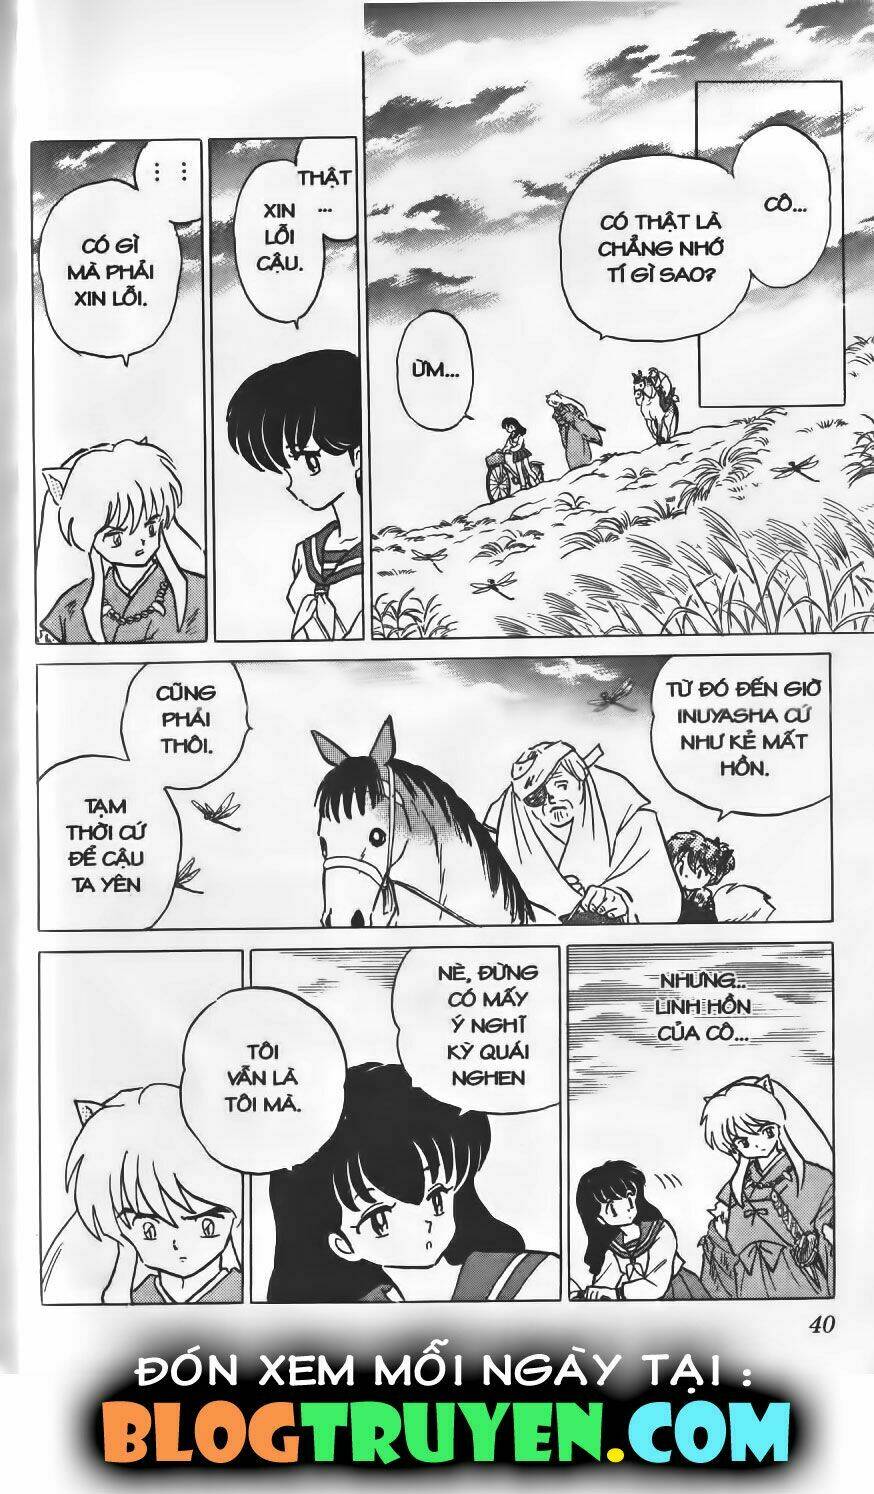 CÔ...
CÓ THẬT LÀ
CHẲNG NHỚ
TÍ GÌ SAO?
ỪM...
THẬT
...
XIN
LỖI
CẬU.
......
CÓ GÌ
MÀ PHẢI
XIN LỖI.
TỪ ĐÓ ĐẾN GIỜ
INUYASHA CỨ
NHƯ KẺ MẤT
HỒN.
CŨNG
PHẢI
THÔI.
TẠM
THỜI CỨ
ĐỂ CẬU
TA YÊN
NHƯNG...
LINH HỒN
CỦA CÔ...
NÈ, ĐỪNG
CÓ MẤY
Ý NGHĨ
KỲ QUÁI
NGHEN
TÔI
VẪN LÀ
TÔI MÀ.
40
ĐÓN XEM MỖI NGÀY TẠI :
BLOGTRUYEN.COM